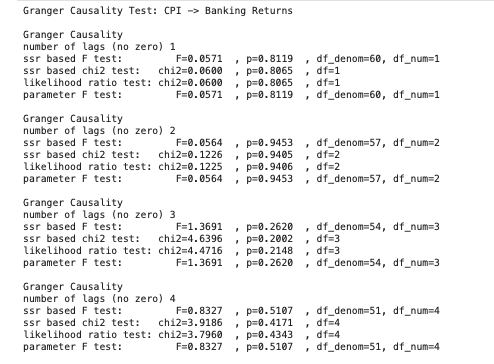 Granger Causality Test: CPI -> Banking Returns
Granger Causality
number of lags (no zero) 1
ssr based F test:         F=0.0571  , p=0.8119  , df_denom=60, df_num=1
ssr based chi2 test:   chi2=0.0600  , p=0.8065  , df=1
likelihood ratio test: chi2=0.0600  , p=0.8065  , df=1
parameter F test:         F=0.0571  , p=0.8119  , df_denom=60, df_num=1
Granger Causality
number of lags (no zero) 2
ssr based F test:         F=0.0564  , p=0.9453  , df_denom=57, df_num=2
ssr based chi2 test:   chi2=0.1226  , p=0.9405  , df=2
likelihood ratio test: chi2=0.1225  , p=0.9406  , df=2
parameter F test:         F=0.0564  , p=0.9453  , df_denom=57, df_num=2
Granger Causality
number of lags (no zero) 3
ssr based F test:         F=1.3691  , p=0.2620  , df_denom=54, df_num=3
ssr based chi2 test:   chi2=4.6396  , p=0.2002  , df=3
likelihood ratio test: chi2=4.4716  , p=0.2148  , df=3
parameter F test:         F=1.3691  , p=0.2620  , df_denom=54, df_num=3
Granger Causality
number of lags (no zero) 4
ssr based F test:         F=0.8327  , p=0.5107  , df_denom=51, df_num=4
ssr based chi2 test:   chi2=3.9186  , p=0.4171  , df=4
likelihood ratio test: chi2=3.7960  , p=0.4343  , df=4
parameter F test:         F=0.8327  , p=0.5107  , df_denom=51, df_num=4